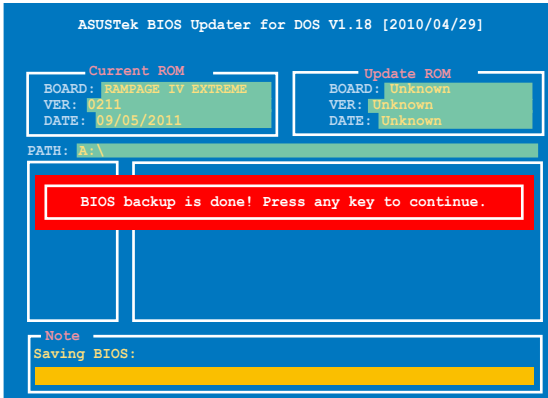 ASUSTek BIOS Updater for DOS V1.18 [2010/04/29]
Current ROM
BOARD: RAMPAGE IV EXTREME
VER: 0211
DATE: 09/05/2011
Update ROM
BOARD: Unknown
VER: Unknown
DATE: Unknown
PATH: A:\
BIOS backup is done! Press any key to continue.
Note
Saving BIOS: